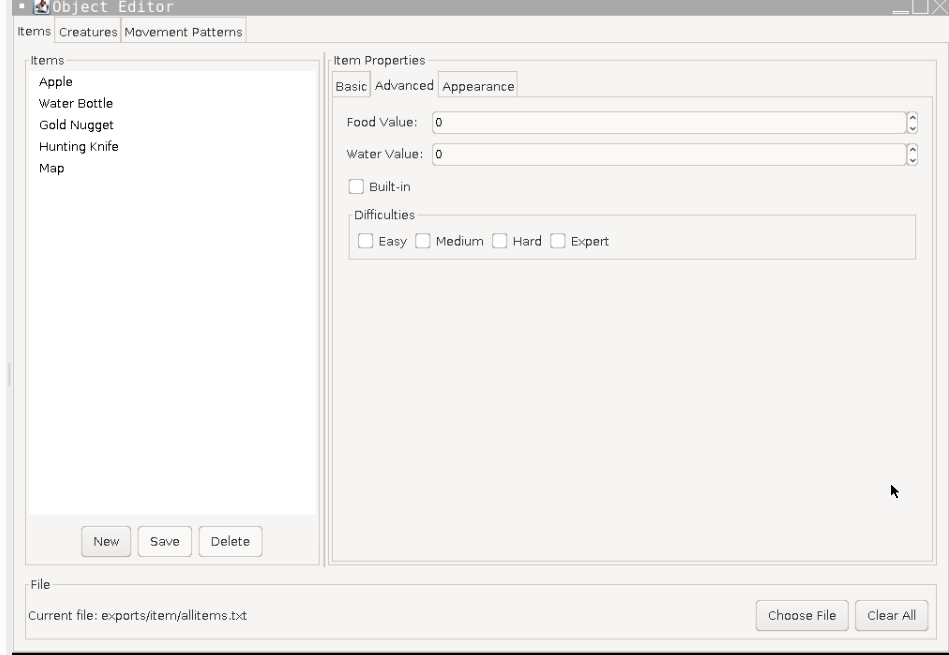 Object Editor
Items Creatures Movement Patterns
Items
Apple
Water Bottle
Gold Nugget
Hunting Knife
Map
New Save Delete
Item Properties
Basic Advanced Appearance
Food Value: 0
Water Value: 0
Built-in
Difficulties
Easy Medium Hard Expert
File
Current file: exports/item/allitems.txt
Choose File Clear All